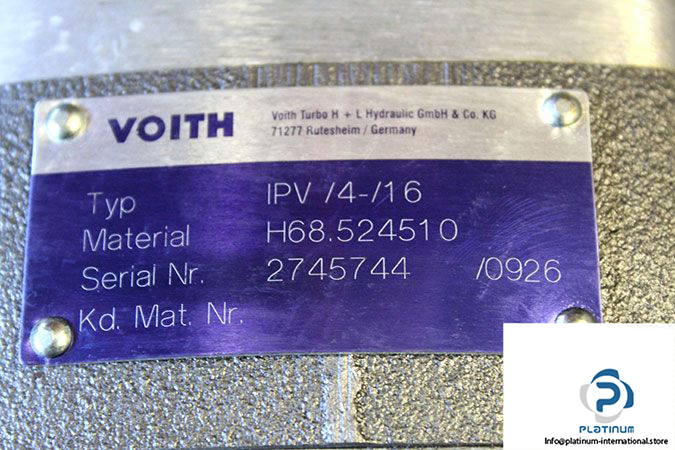 VOITH
Voith Turbo H + L Hydraulic GmbH & Co. KG
71277 Rutesheim / Germany
Typ IPV /4-/16
Material H68.524510
Serial Nr. 2745744 /0926
Kd. Mat. Nr.
PLATINUM
Info@platinum-international.store